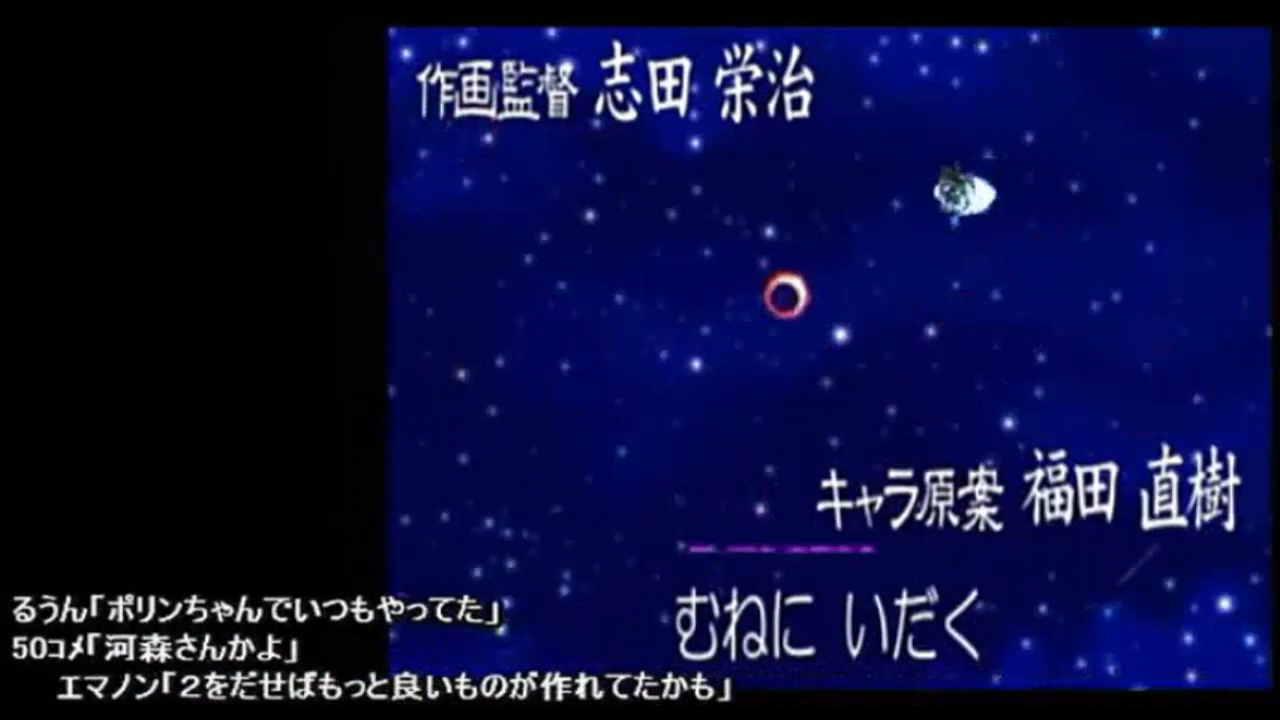 作画監督 志田 栄治
キャラ原案 福田 直樹
むねに いだく
るうん｢ポリンちゃんでいつもやってた｣
50ｺﾒ｢河森さんかよ｣
エマノン｢２をだせばもっと良いものが作れてたかも｣